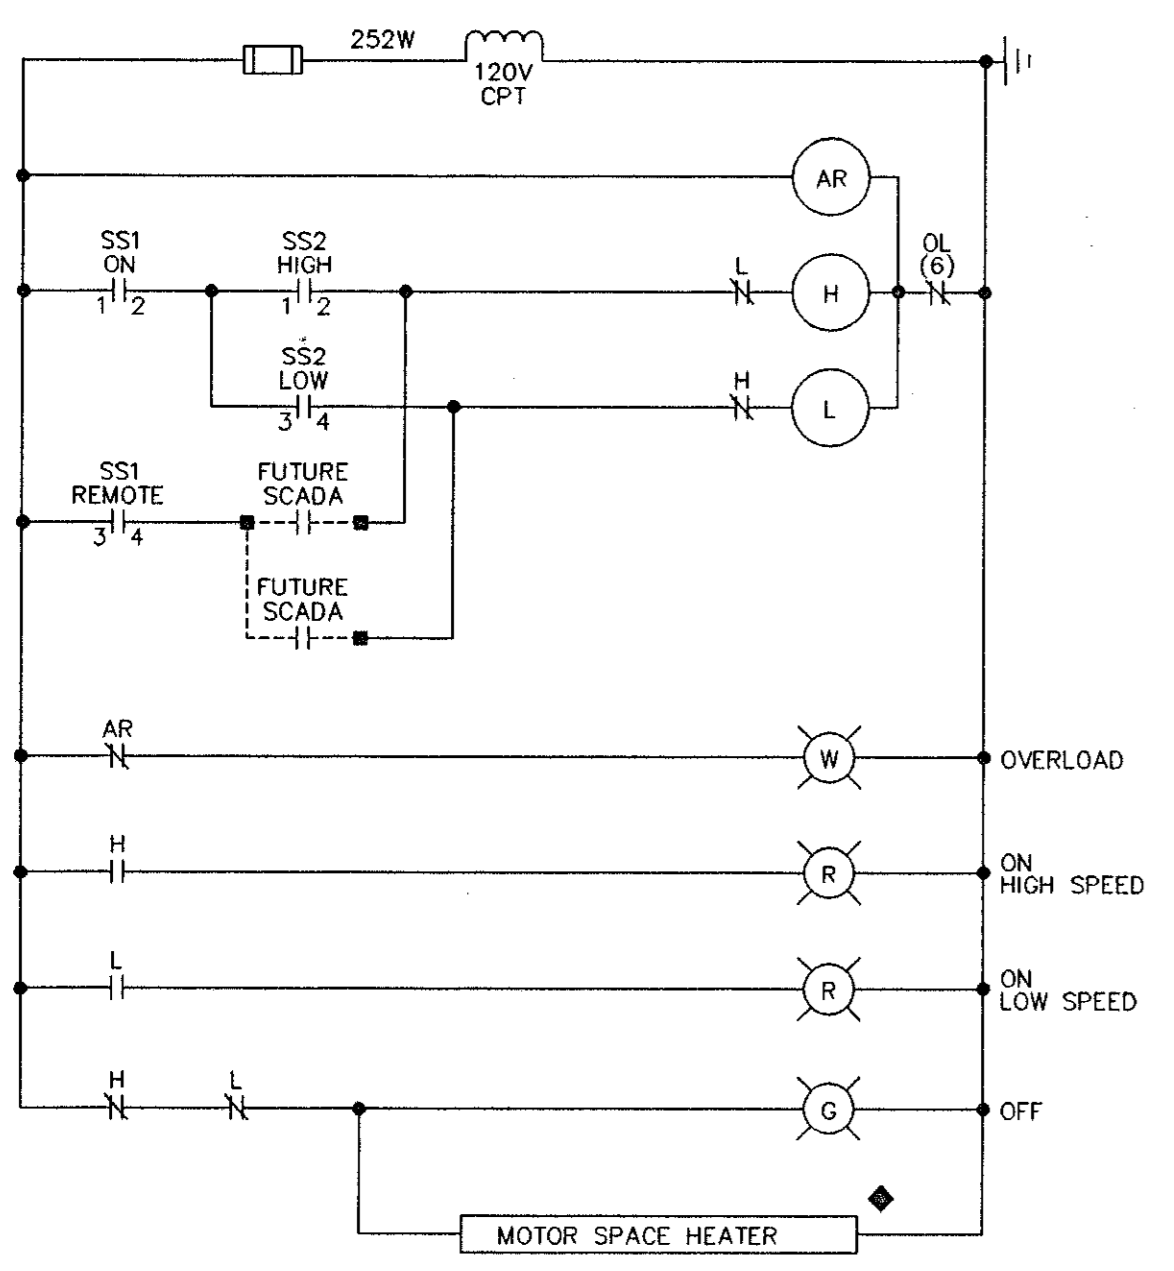 252W
120V
CPT
AR
SS1
ON
1 2
SS2
HIGH
1 2
L
H
OL
(6)
SS2
LOW
3 4
H
L
SS1
REMOTE
3 4
FUTURE
SCADA
FUTURE
SCADA
AR
W
OVERLOAD
H
R
ON
HIGH SPEED
L
R
ON
LOW SPEED
H
L
G
OFF
MOTOR SPACE HEATER